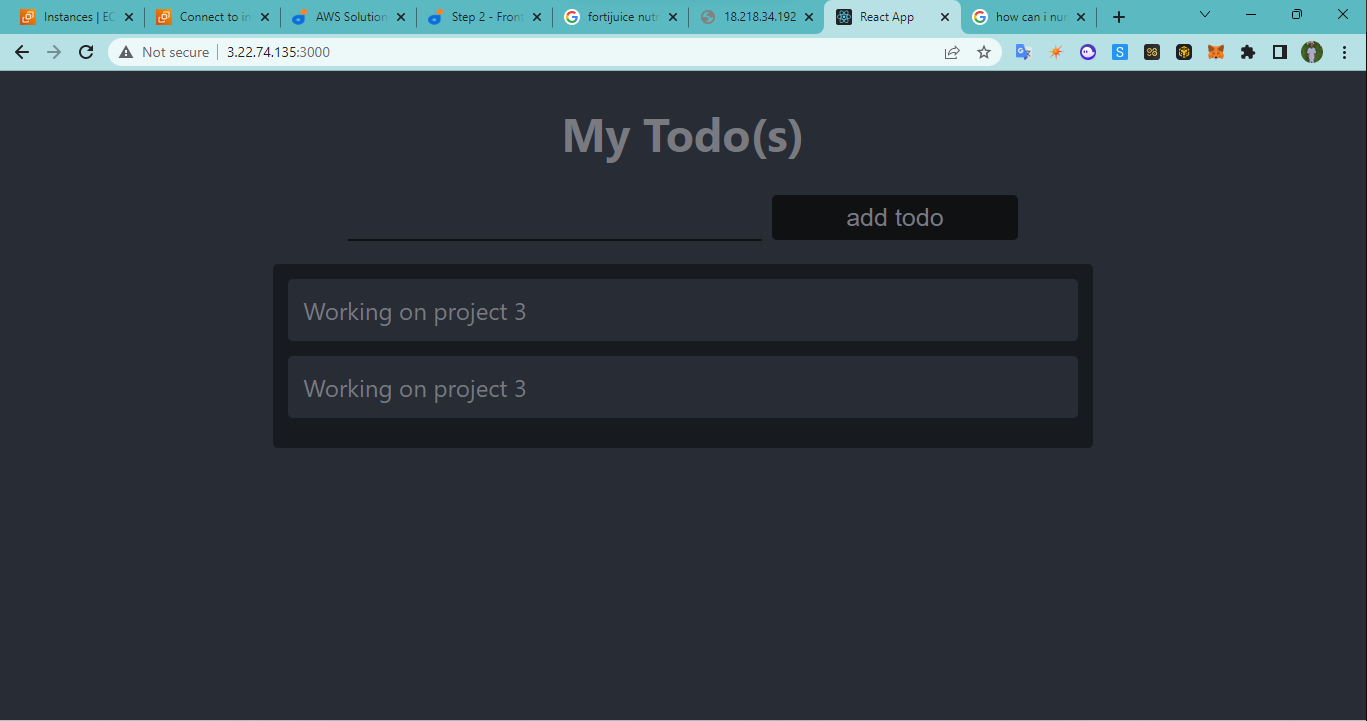 Instances | EC
Connect to in
AWS Solution
Step 2 - Front
fortijuice nutr
18.218.34.192
React App
how can i nur
Not secure
3.22.74.135:3000
S
98
My Todo(s)
add todo
Working on project 3
Working on project 3